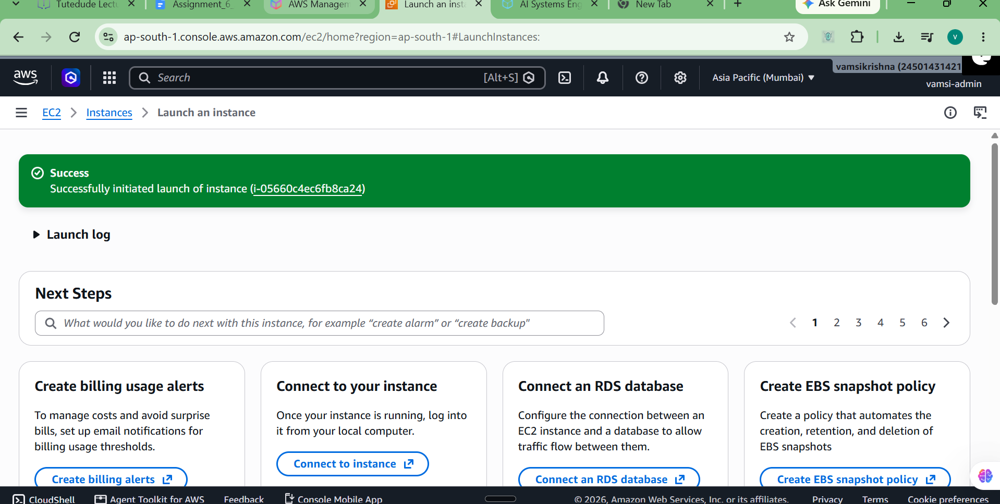 Tutedude Lectu
Assignment_6_
AWS Managem
Launch an insta
AI Systems Eng
New Tab
Ask Gemini
ap-south-1.console.aws.amazon.com/ec2/home?region=ap-south-1#LaunchInstances:
V
aws
Search
[Alt+S]
Asia Pacific (Mumbai)
vamsikrishna (24501431421
vamsi-admin
EC2
Instances
Launch an instance
Success
Successfully initiated launch of instance (i-05660c4ec6fb8ca24)
Launch log
Next Steps
What would you like to do next with this instance, for example “create alarm” or “create backup"
1 2 3 4 5 6
Create billing usage alerts
To manage costs and avoid surprise
bills, set up email notifications for
billing usage thresholds.
Create billing alerts
Connect to your instance
Once your instance is running, log into
it from your local computer.
Connect to instance
Connect an RDS database
Configure the connection between an
EC2 instance and a database to allow
traffic flow between them.
Connect an RDS database
Create EBS snapshot policy
Create a policy that automates the
creation, retention, and deletion of
EBS snapshots
Create EBS snapshot policy
CloudShell
Agent Toolkit for AWS
Feedback
Console Mobile App
© 2026, Amazon Web Services, Inc. or its affiliates.
Privacy
Terms
Cookie preferences